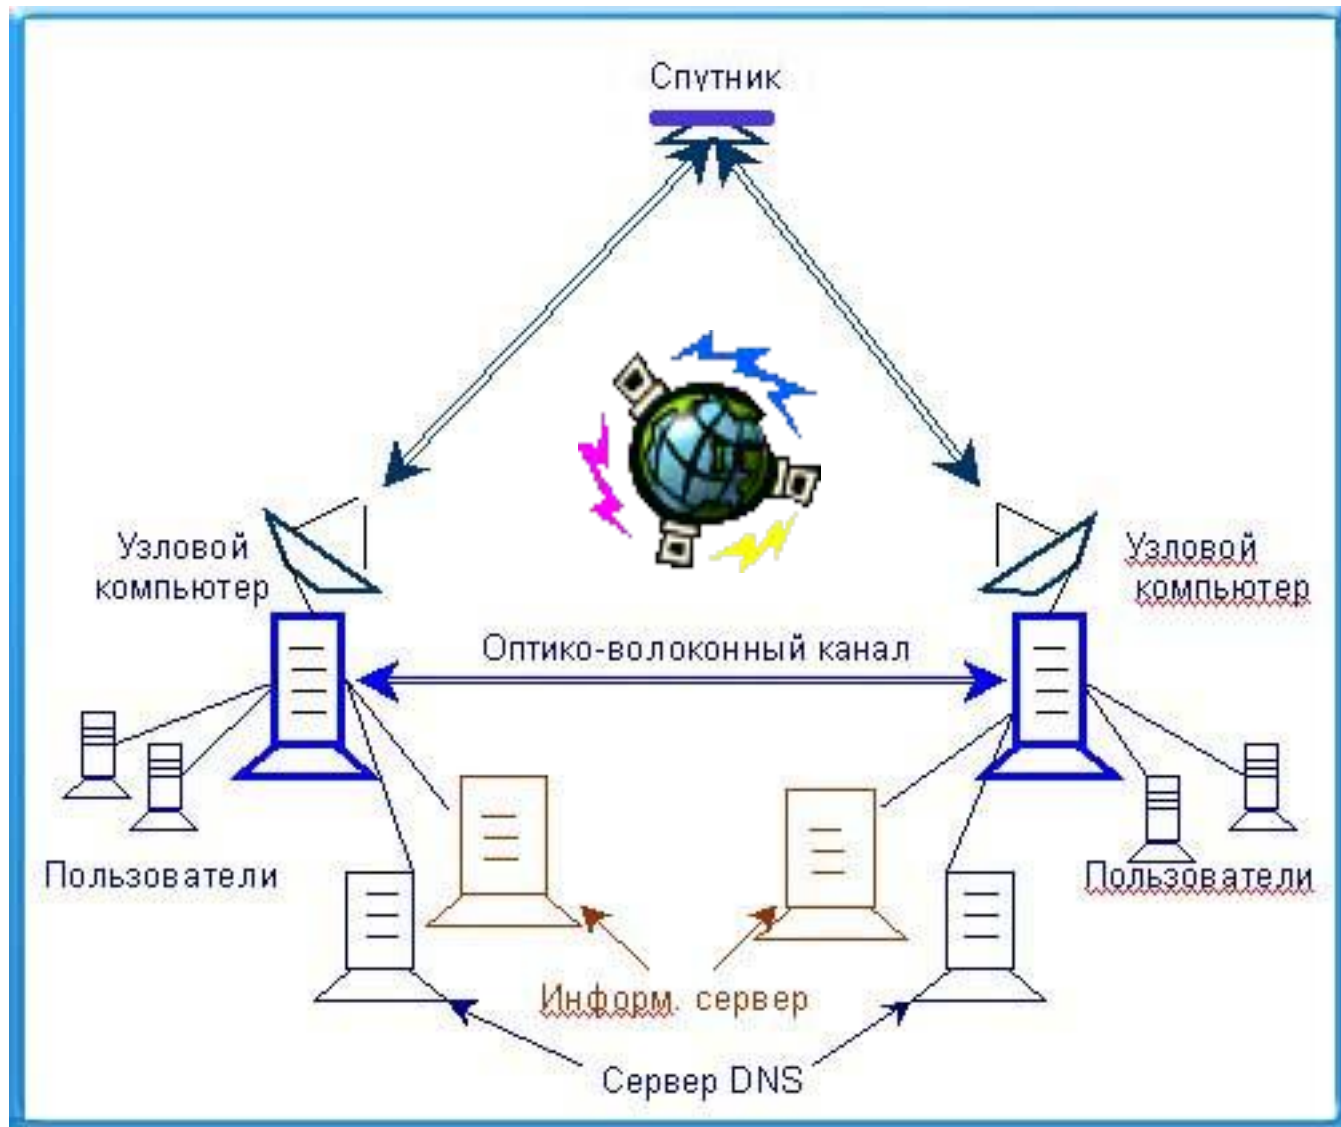 Спутник
Узловой
компьютер
Узловой
компьютер
Оптико-волоконный канал
Пользователи
Пользователи
Информ. сервер
Сервер DNS